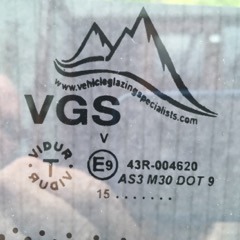 www.vehicleglazingspecialists.com
VGS
V
VIDUR
T
VIDUR
E9 43R-004620
AS3 M30 DOT 9
15 .......